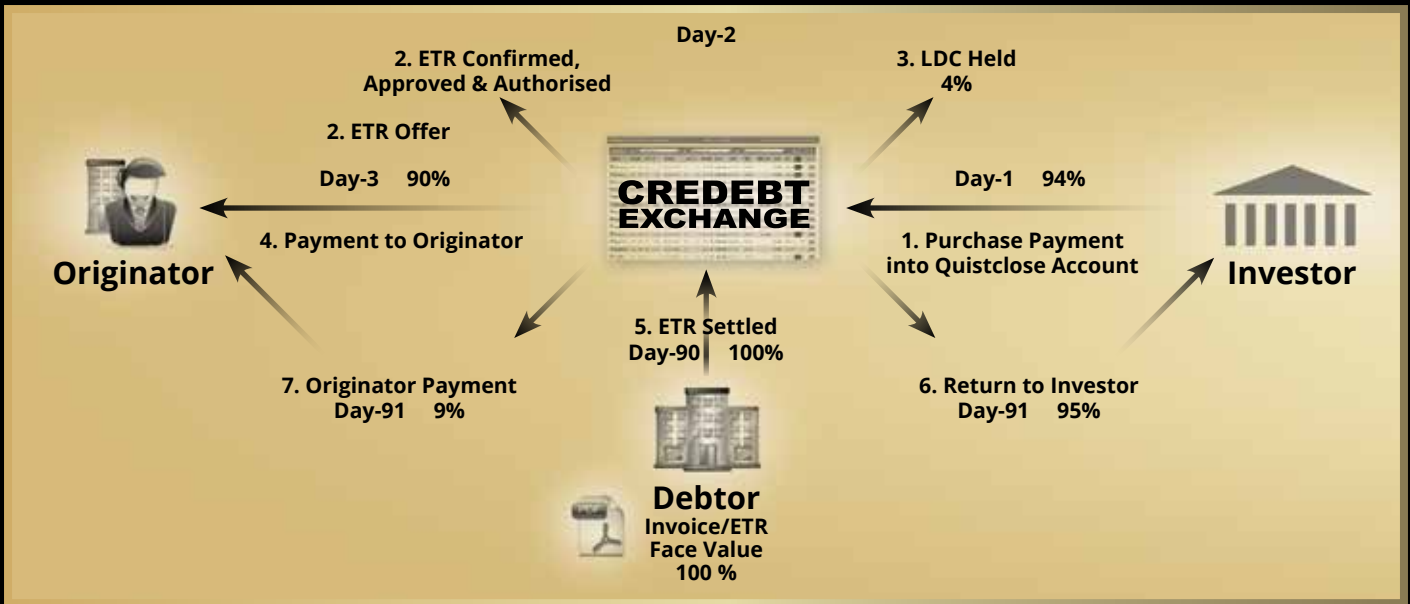 Day-2
2. ETR Confirmed,
Approved & Authorised
3. LDC Held
4%
2. ETR Offer
Day-3 90%
4. Payment to Originator
Originator
CREDEBT
EXCHANGE
Day-1 94%
1. Purchase Payment
into Quistclose Account
Investor
5. ETR Settled
Day-90 100%
7. Originator Payment
Day-91 9%
6. Return to Investor
Day-91 95%
Debtor
Invoice/ETR
Face Value
100 %